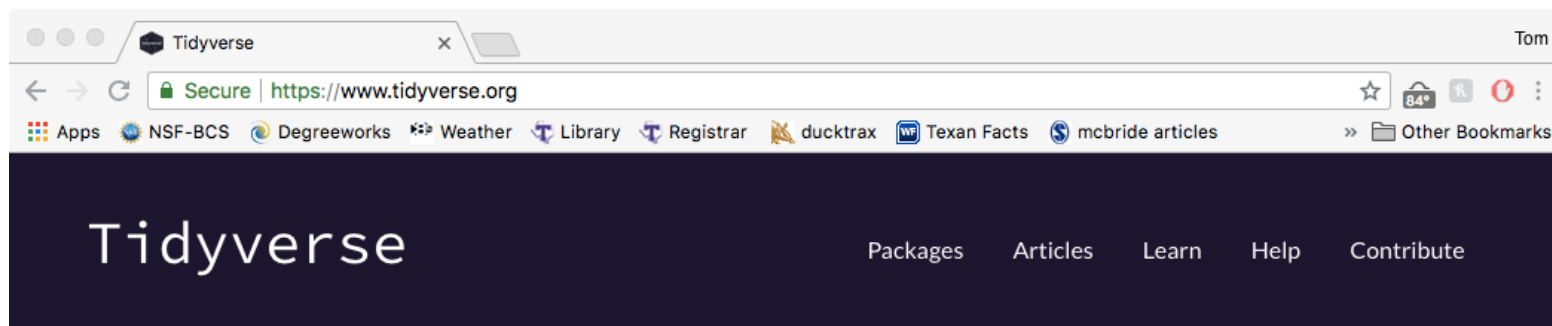 Tidyverse Tom
Secure https://www.tidyverse.org 84°
Apps NSF-BCS Degreeworks Weather Library Registrar ducktrax WF Texan Facts mcbride articles » Other Bookmarks
Tidyverse Packages Articles Learn Help Contribute